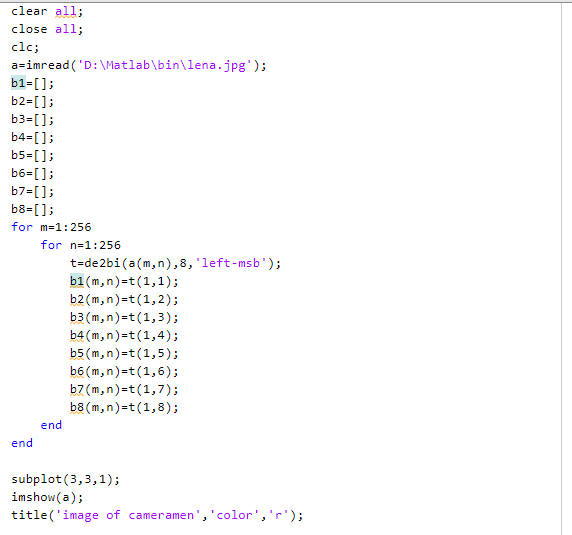 clear all;
close all;
clc;
a=imread('D:\Matlab\bin\lena.jpg');
b1=[];
b2=[];
b3=[];
b4=[];
b5=[];
b6=[];
b7=[];
b8=[];
for m=1:256
    for n=1:256
        t=de2bi(a(m,n),8,'left-msb');
        b1(m,n)=t(1,1);
        b2(m,n)=t(1,2);
        b3(m,n)=t(1,3);
        b4(m,n)=t(1,4);
        b5(m,n)=t(1,5);
        b6(m,n)=t(1,6);
        b7(m,n)=t(1,7);
        b8(m,n)=t(1,8);
    end
end
subplot(3,3,1);
imshow(a);
title('image of cameramen','color','r');